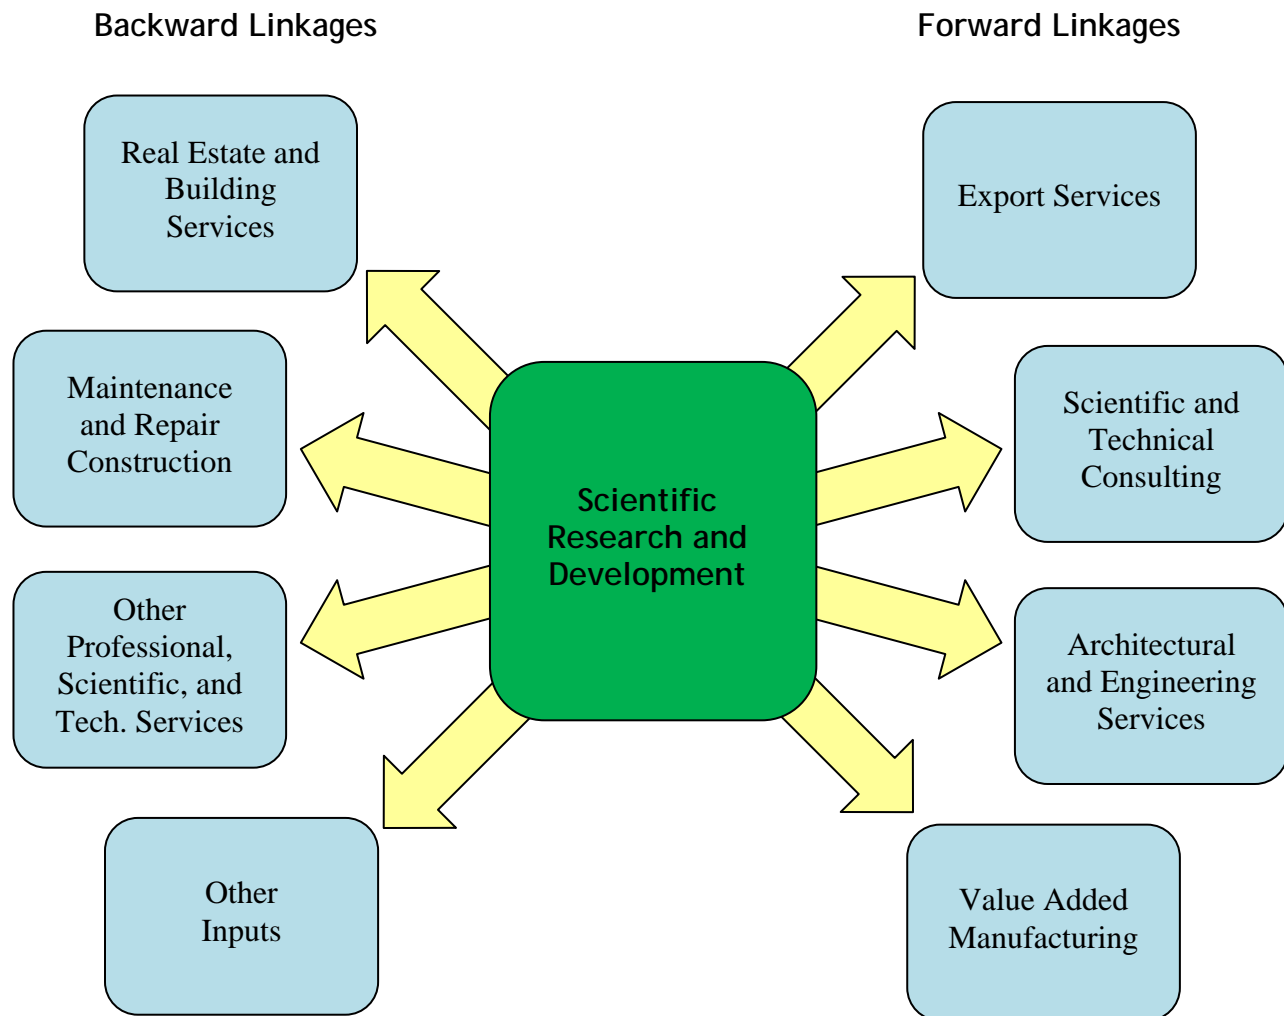 Backward Linkages
Forward Linkages
Real Estate and
Building
Services
Export Services
Maintenance
and Repair
Construction
Scientific and
Technical
Consulting
Scientific
Research and
Development
Other
Professional,
Scientific, and
Tech. Services
Architectural
and Engineering
Services
Other
Inputs
Value Added
Manufacturing